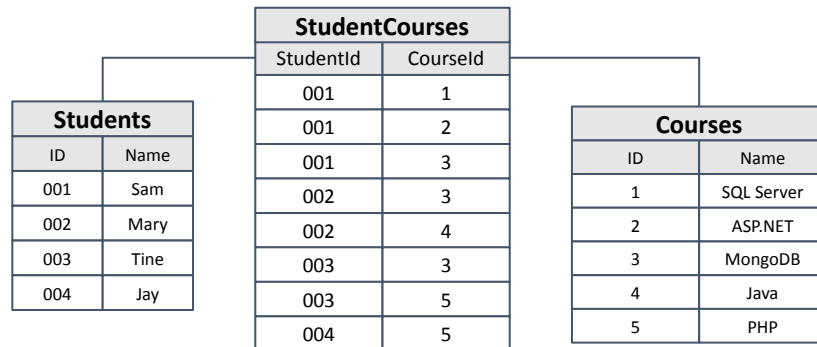 StudentCourses
StudentId CourseId
001 1
001 2
001 3
002 3
002 4
003 3
003 5
004 5
Students
ID Name
001 Sam
002 Mary
003 Tine
004 Jay
Courses
ID Name
1 SQL Server
2 ASP.NET
3 MongoDB
4 Java
5 PHP